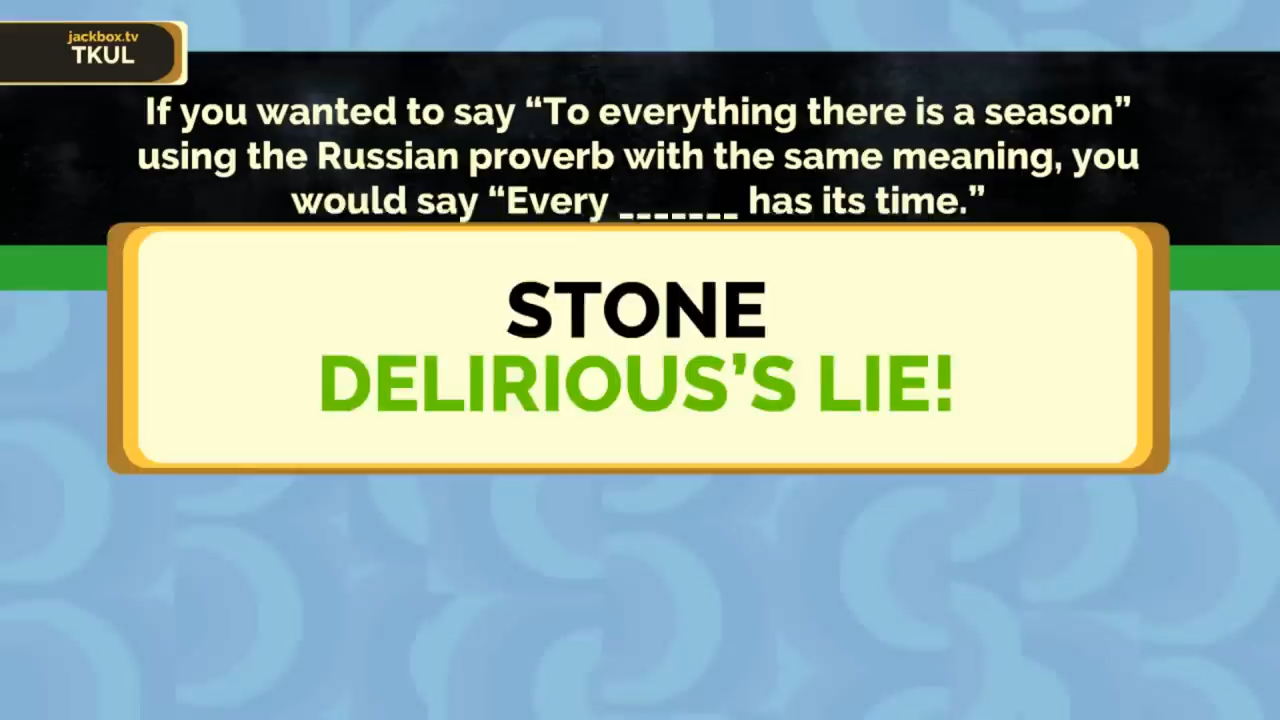 jackbox.tv
TKUL
If you wanted to say “To everything there is a season”
using the Russian proverb with the same meaning, you
would say “Every _______ has its time.”
STONE
DELIRIOUS’S LIE!